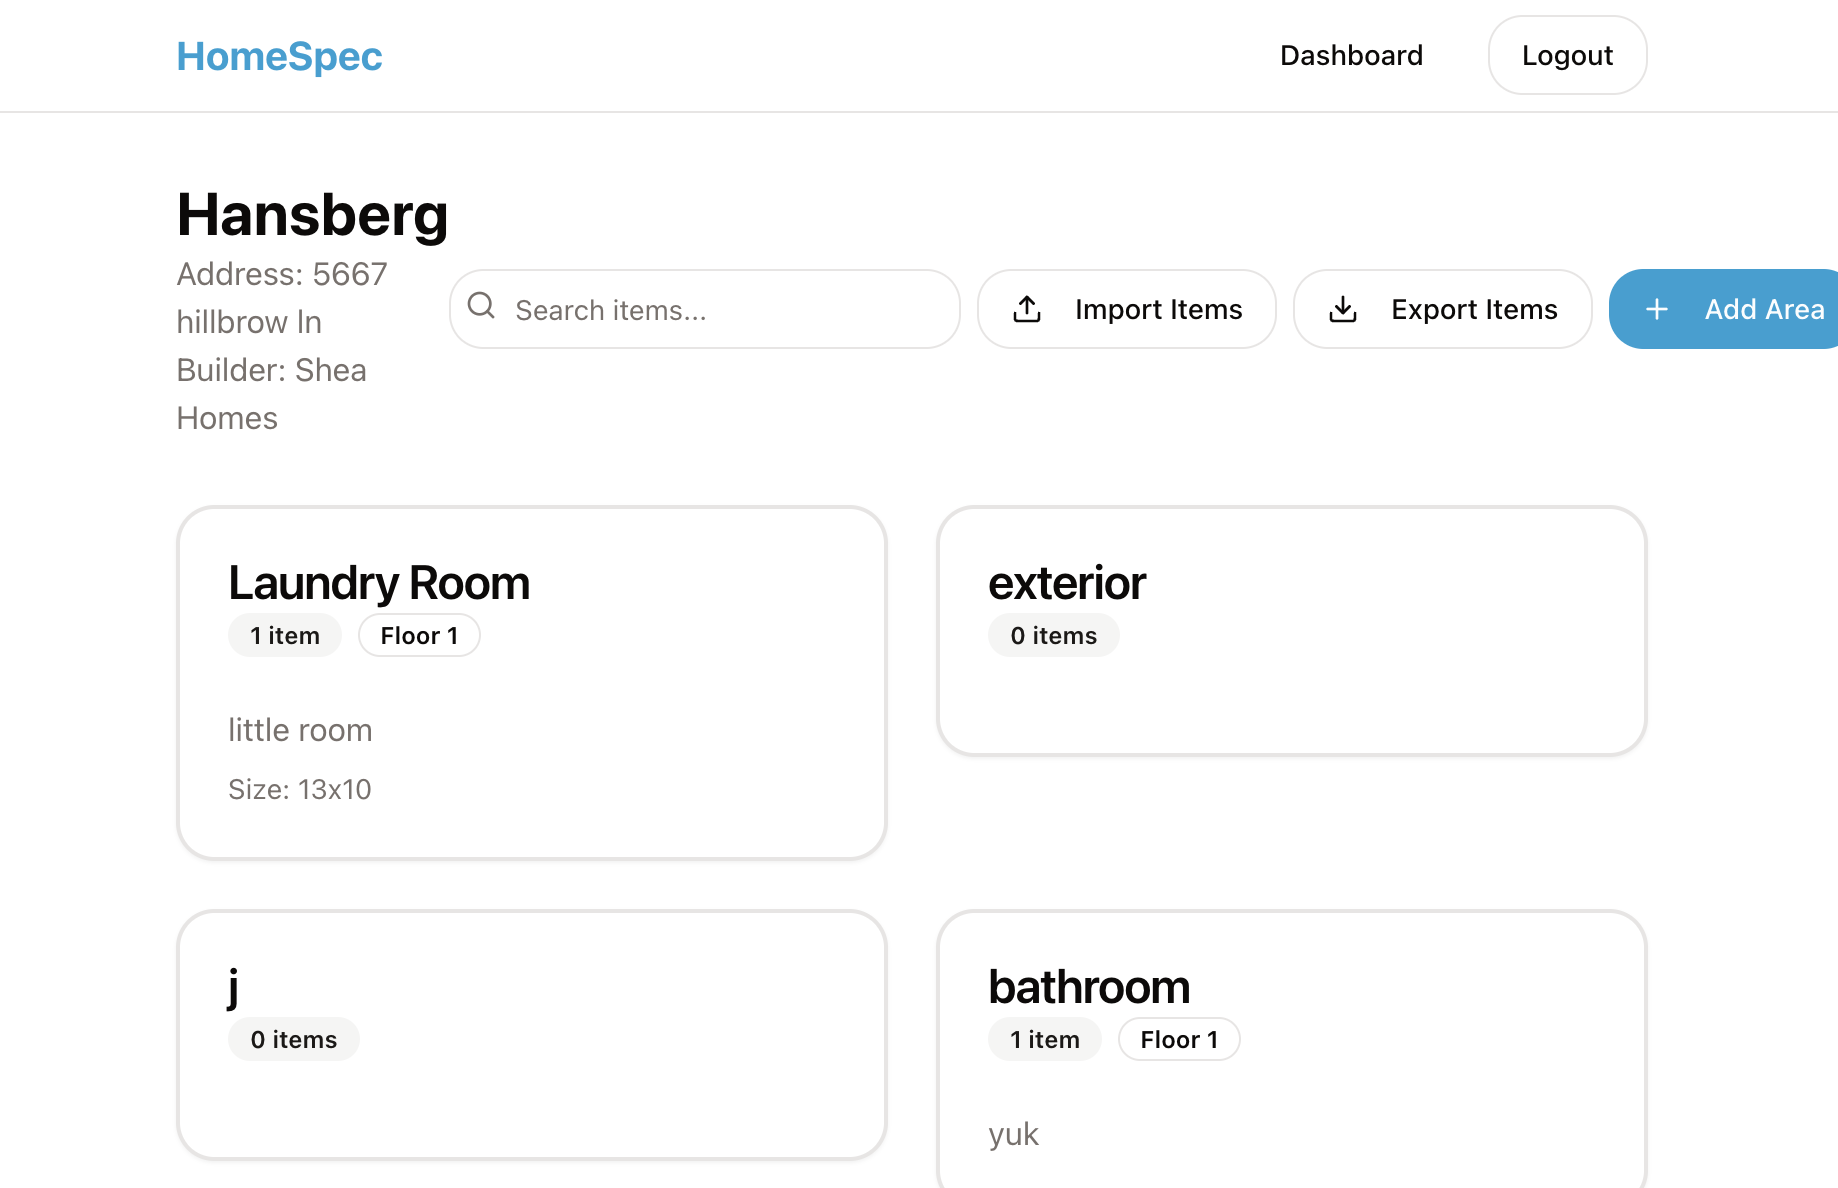 HomeSpec
Dashboard
Logout
Hansberg
Address: 5667
hillbrow ln
Builder: Shea
Homes
Search items...
Import Items
Export Items
Add Area
Laundry Room
1 item
Floor 1
little room
Size: 13x10
exterior
0 items
j
0 items
bathroom
1 item
Floor 1
yuk